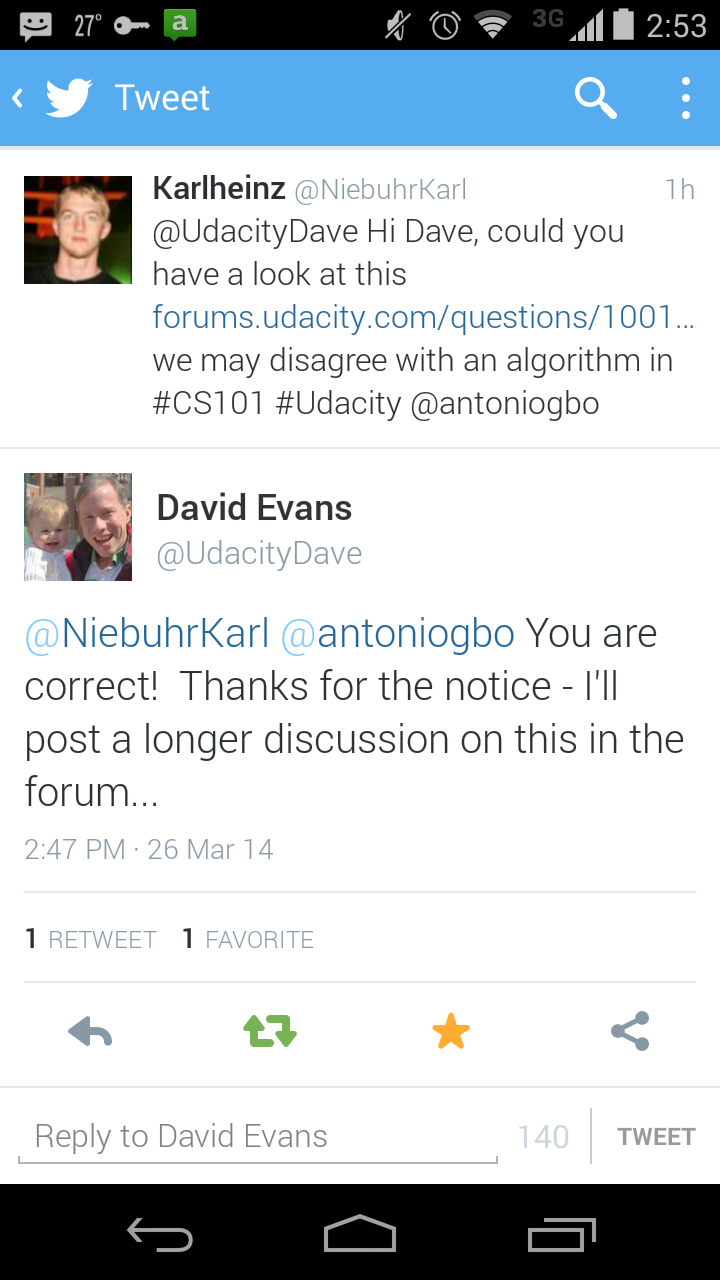 27° a 3G 2:53
Tweet
Karlheinz @NiebuhrKarl 1h
@UdacityDave Hi Dave, could you
have a look at this
forums.udacity.com/questions/1001...
we may disagree with an algorithm in
#CS101 #Udacity @antoniogbo
David Evans
@UdacityDave
@NiebuhrKarl @antoniogbo You are
correct!  Thanks for the notice - I'll
post a longer discussion on this in the
forum...
2:47 PM · 26 Mar 14
1 RETWEET 1 FAVORITE
Reply to David Evans 140 TWEET